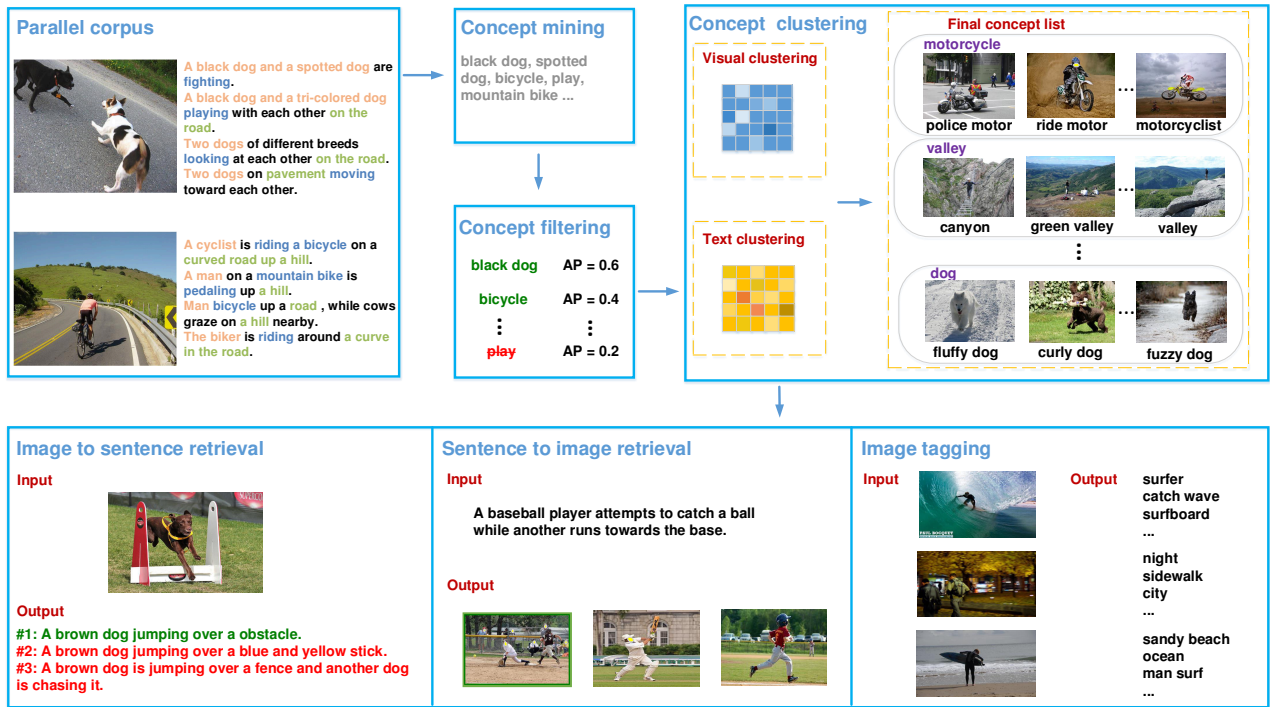 Parallel corpus
A black dog and a spotted dog are
fighting.
A black dog and a tri-colored dog
playing with each other on the
road.
Two dogs of different breeds
looking at each other on the road.
Two dogs on pavement moving
toward each other.
A cyclist is riding a bicycle on a
curved road up a hill.
A man on a mountain bike is
pedaling up a hill.
Man bicycle up a road , while cows
graze on a hill nearby.
The biker is riding around a curve
in the road.
Concept mining
black dog, spotted
dog, bicycle, play,
mountain bike ...
Concept filtering
black dog AP = 0.6
bicycle AP = 0.4
play AP = 0.2
Concept clustering
Visual clustering
Text clustering
Final concept list
motorcycle
police motor ride motor motorcyclist
valley
canyon green valley valley
dog
fluffy dog curly dog fuzzy dog
Image to sentence retrieval
Input
Output
#1: A brown dog jumping over a obstacle.
#2: A brown dog jumping over a blue and yellow stick.
#3: A brown dog is jumping over a fence and another dog
is chasing it.
Sentence to image retrieval
Input
A baseball player attempts to catch a ball
while another runs towards the base.
Output
Image tagging
Input
Output
surfer
catch wave
surfboard
...
night
sidewalk
city
...
sandy beach
ocean
man surf
...